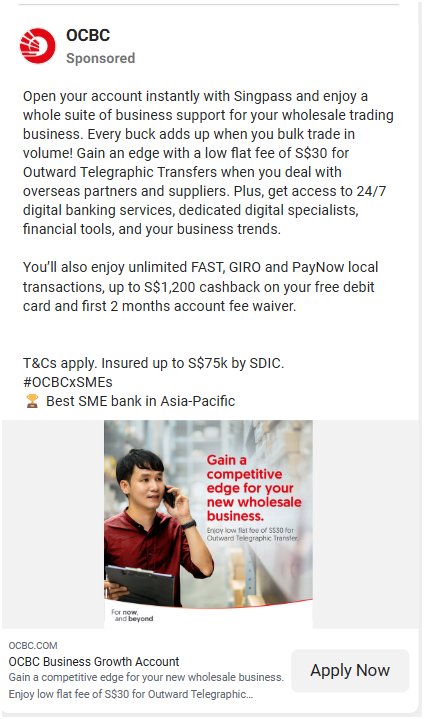 OCBC
Sponsored
Open your account instantly with Singpass and enjoy a
whole suite of business support for your wholesale trading
business. Every buck adds up when you bulk trade in
volume! Gain an edge with a low flat fee of S$30 for
Outward Telegraphic Transfers when you deal with
overseas partners and suppliers. Plus, get access to 24/7
digital banking services, dedicated digital specialists,
financial tools, and your business trends.
You’ll also enjoy unlimited FAST, GIRO and PayNow local
transactions, up to S$1,200 cashback on your free debit
card and first 2 months account fee waiver.
T&Cs apply. Insured up to S$75k by SDIC.
#OCBCxSMEs
🏆 Best SME bank in Asia-Pacific
Gain a
competitive
edge for your
new wholesale
business.
Enjoy low flat fee of S$30 for
Outward Telegraphic Transfer.
For now,
and beyond
OCBC.COM
OCBC Business Growth Account
Gain a competitive edge for your new wholesale business.
Enjoy low flat fee of S$30 for Outward Telegraphic...
Apply Now